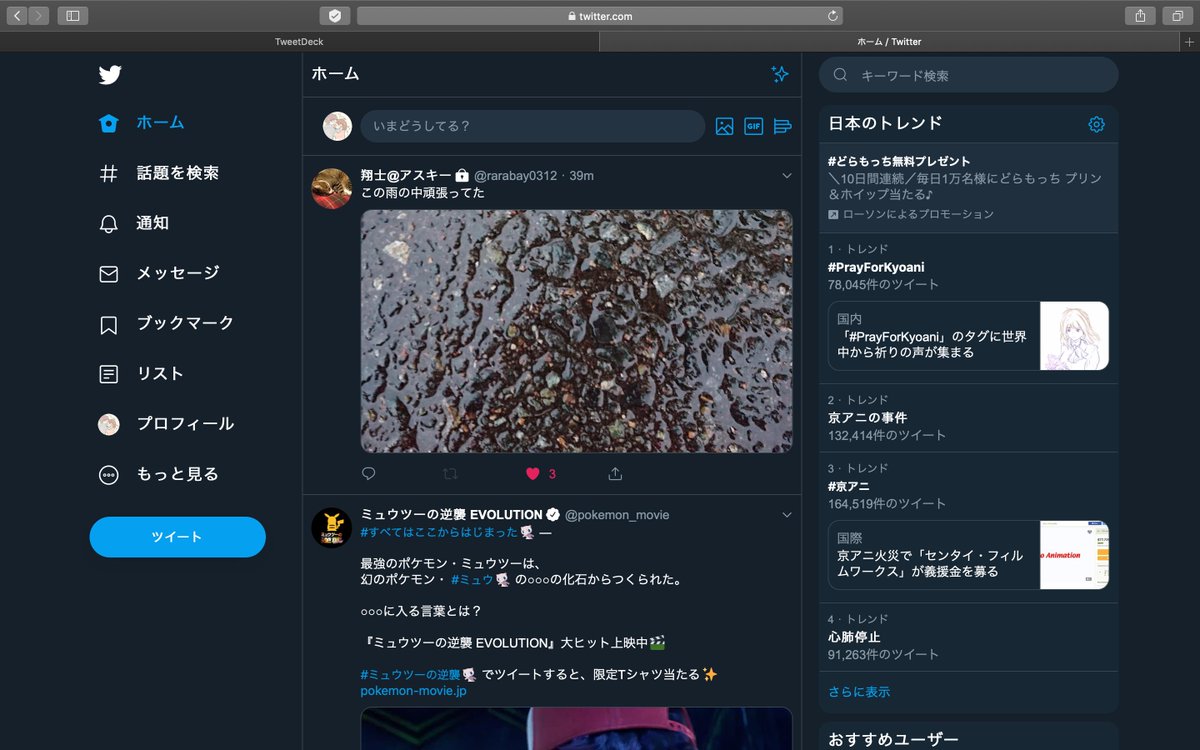 twitter.com
TweetDeck
ホーム / Twitter
ホーム
話題を検索
通知
メッセージ
ブックマーク
リスト
プロフィール
もっと見る
ツイート
ホーム
いまどうしてる？
GIF
翔士@アスキー @rarabay0312 · 39m
この雨の中頑張ってた
3
ミュウツーの逆襲 EVOLUTION @pokemon_movie
#すべてはここからはじまった ―
最強のポケモン・ミュウツーは、
幻のポケモン・ #ミュウ の○○○の化石からつくられた。
○○○に入る言葉とは？
『ミュウツーの逆襲 EVOLUTION』大ヒット上映中🎬
#ミュウツーの逆襲 でツイートすると、限定Tシャツ当たる✨
pokemon-movie.jp
キーワード検索
日本のトレンド
#どらもっち無料プレゼント
＼10日間連続／毎日1万名様にどらもっち プリン
＆ホイップ当たる♪
ローソンによるプロモーション
1 · トレンド
#PrayForKyoani
78,045件のツイート
国内
「#PrayForKyoani」のタグに世界
中から祈りの声が集まる
2 · トレンド
京アニの事件
132,414件のツイート
3 · トレンド
#京アニ
164,519件のツイート
国際
京アニ火災で「センタイ・フィル
ムワークス」が義援金を募る
o Animation
4 · トレンド
心肺停止
91,263件のツイート
さらに表示
おすすめユーザー